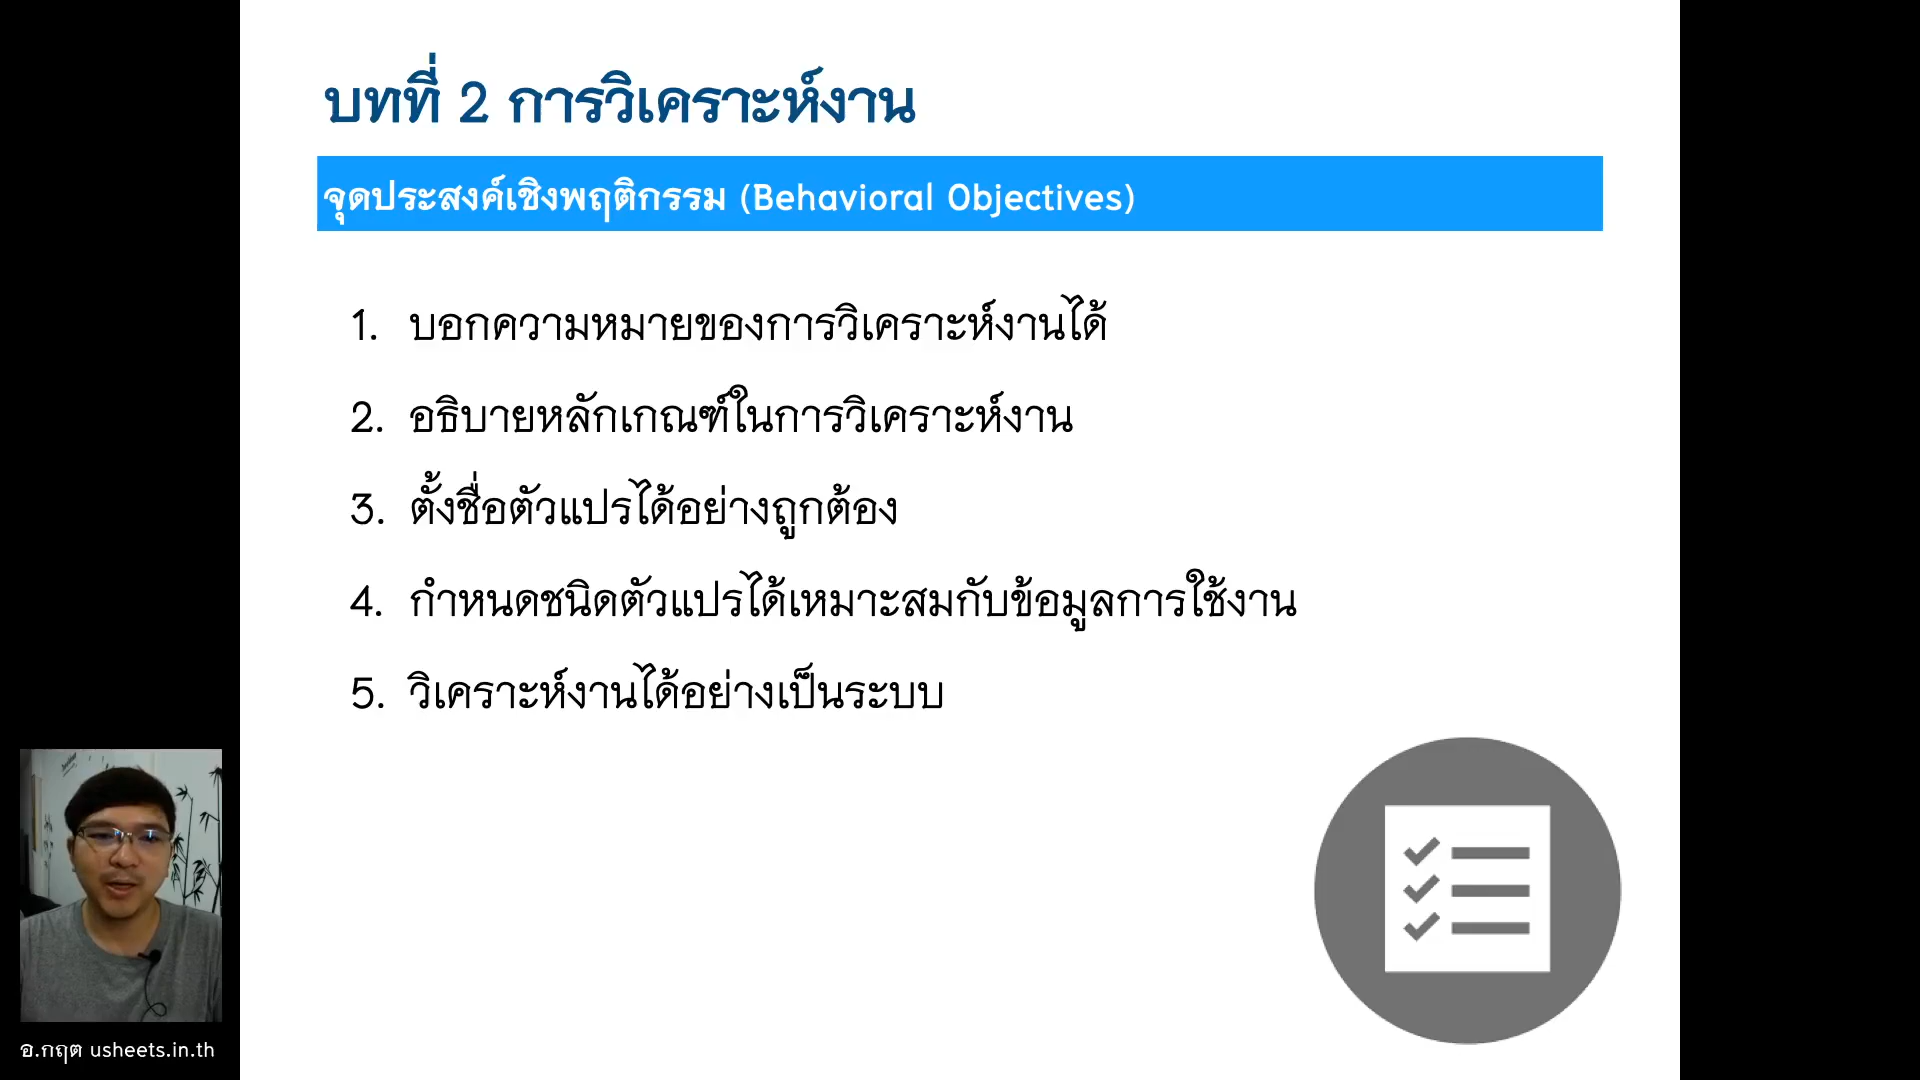 บทที่ 2 การวิเคราะห์งาน
จุดประสงค์เชิงพฤติกรรม (Behavioral Objectives)
1. บอกความหมายของการวิเคราะห์งานได้
2. อธิบายหลักเกณฑ์ในการวิเคราะห์งาน
3. ตั้งชื่อตัวแปรได้อย่างถูกต้อง
4. กำหนดชนิดตัวแปรได้เหมาะสมกับข้อมูลการใช้งาน
5. วิเคราะห์งานได้อย่างเป็นระบบ
อ.กฤต usheets.in.th